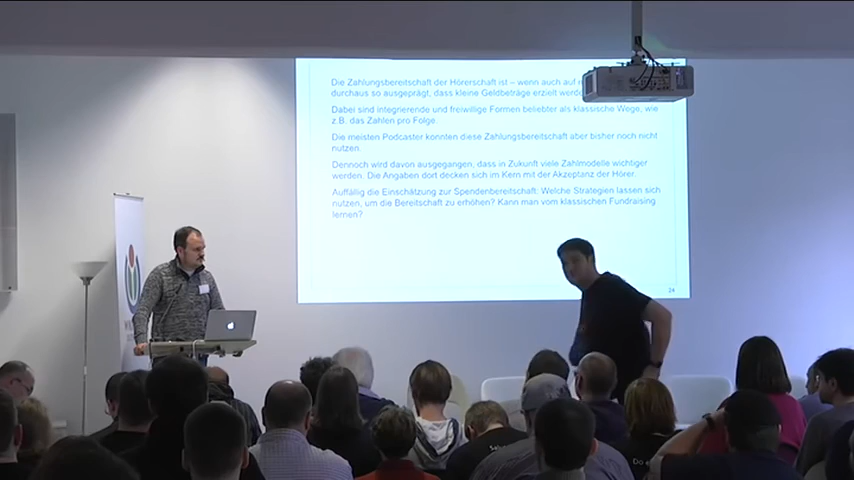 Die Zahlungsbereitschaft der Hörerschaft ist – wenn auch auf
durchaus so ausgeprägt, dass kleine Geldbeträge erzielt
Dabei sind integrierende und freiwillige Formen beliebter als klassische Wege, wie
z.B. das Zahlen pro Folge.
Die meisten Podcaster konnten diese Zahlungsbereitschaft aber bisher noch nicht
nutzen.
Dennoch wird davon ausgegangen, dass in Zukunft viele Zahlmodelle wichtiger
werden. Die Angaben dort decken sich im Kern mit der Akzeptanz der Hörer.
Auffällig die Einschätzung zur Spendenbereitschaft: Welche Strategien lassen sich
nutzen, um die Bereitschaft zu erhöhen? Kann man vom klassischen Fundraising
lernen?
24